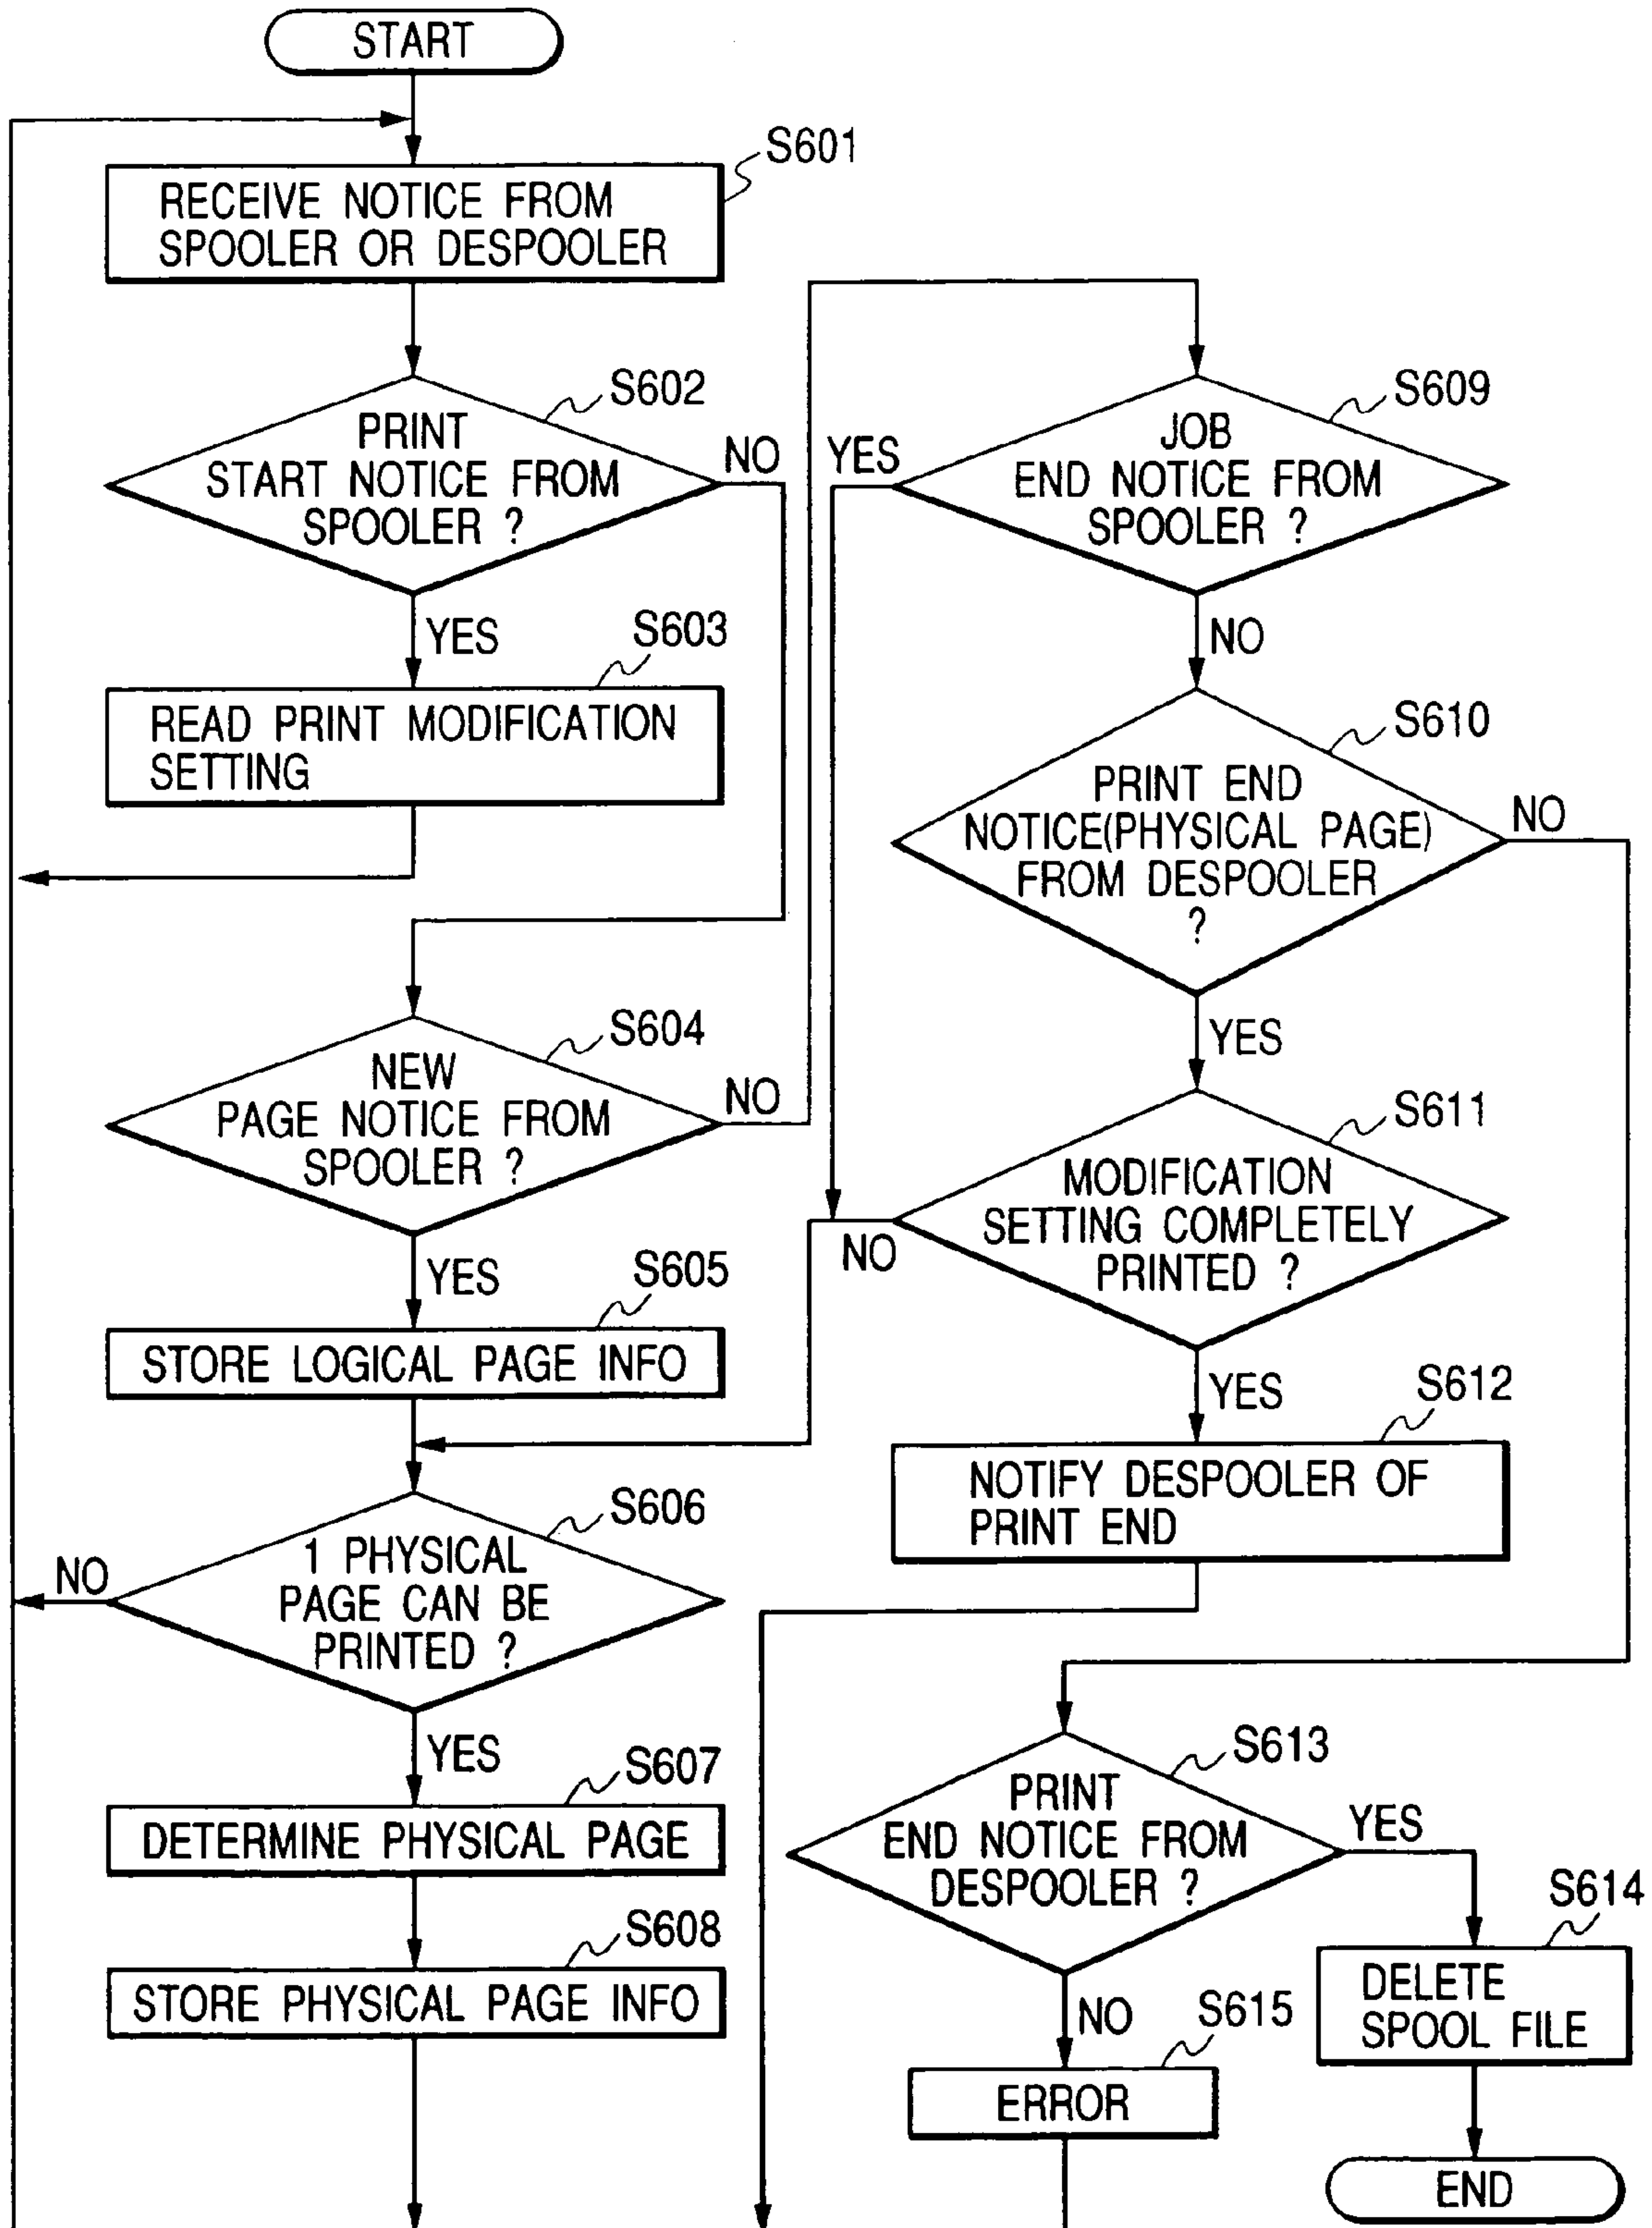 START
S601
RECEIVE NOTICE FROM
SPOOLER OR DESPOOLER
S602
PRINT
START NOTICE FROM
SPOOLER ?
NO
YES
S603
READ PRINT MODIFICATION
SETTING
S604
NEW
PAGE NOTICE FROM
SPOOLER ?
NO
YES
S605
STORE LOGICAL PAGE INFO
S606
1 PHYSICAL
PAGE CAN BE
PRINTED ?
NO
YES
S607
DETERMINE PHYSICAL PAGE
S608
STORE PHYSICAL PAGE INFO
S609
JOB
END NOTICE FROM
SPOOLER ?
YES
NO
S610
PRINT END
NOTICE(PHYSICAL PAGE)
FROM DESPOOLER
?
NO
YES
S611
MODIFICATION
SETTING COMPLETELY
PRINTED ?
NO
YES
S612
NOTIFY DESPOOLER OF
PRINT END
S613
PRINT
END NOTICE FROM
DESPOOLER ?
YES
NO
S614
DELETE
SPOOL FILE
S615
ERROR
END